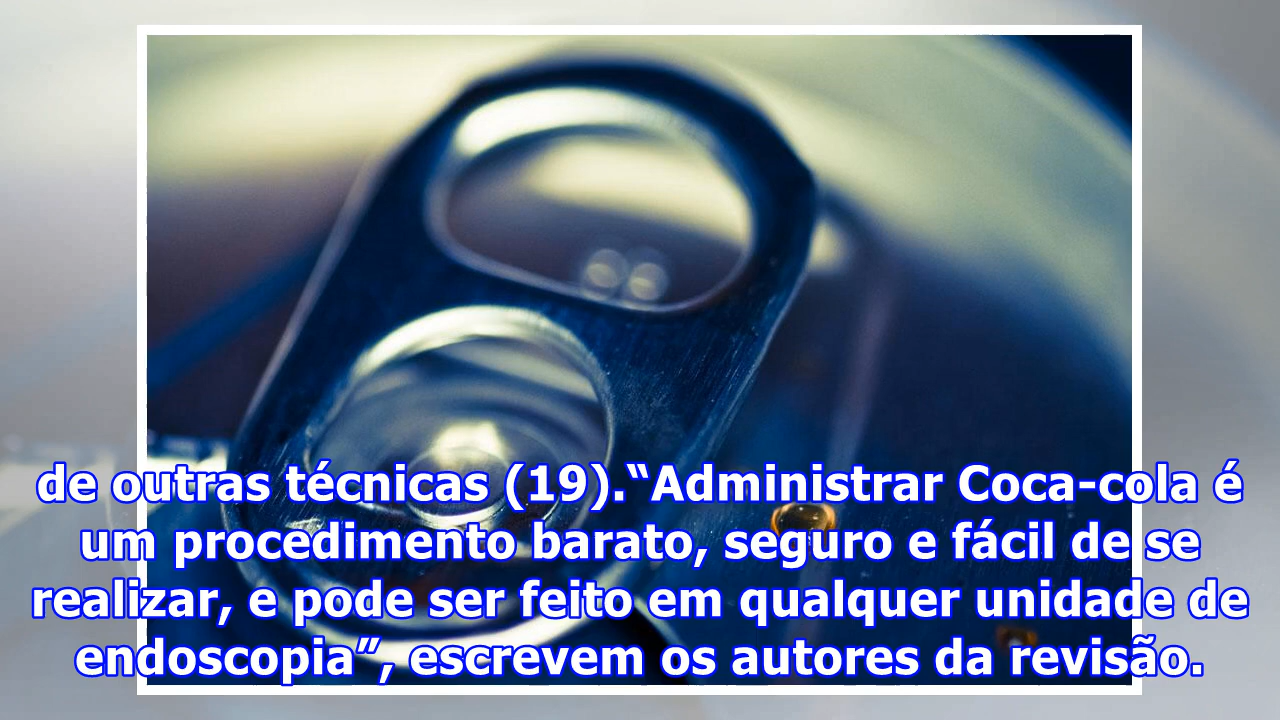 de outras técnicas (19).“Administrar Coca-cola é
um procedimento barato, seguro e fácil de se
realizar, e pode ser feito em qualquer unidade de
endoscopia”, escrevem os autores da revisão.